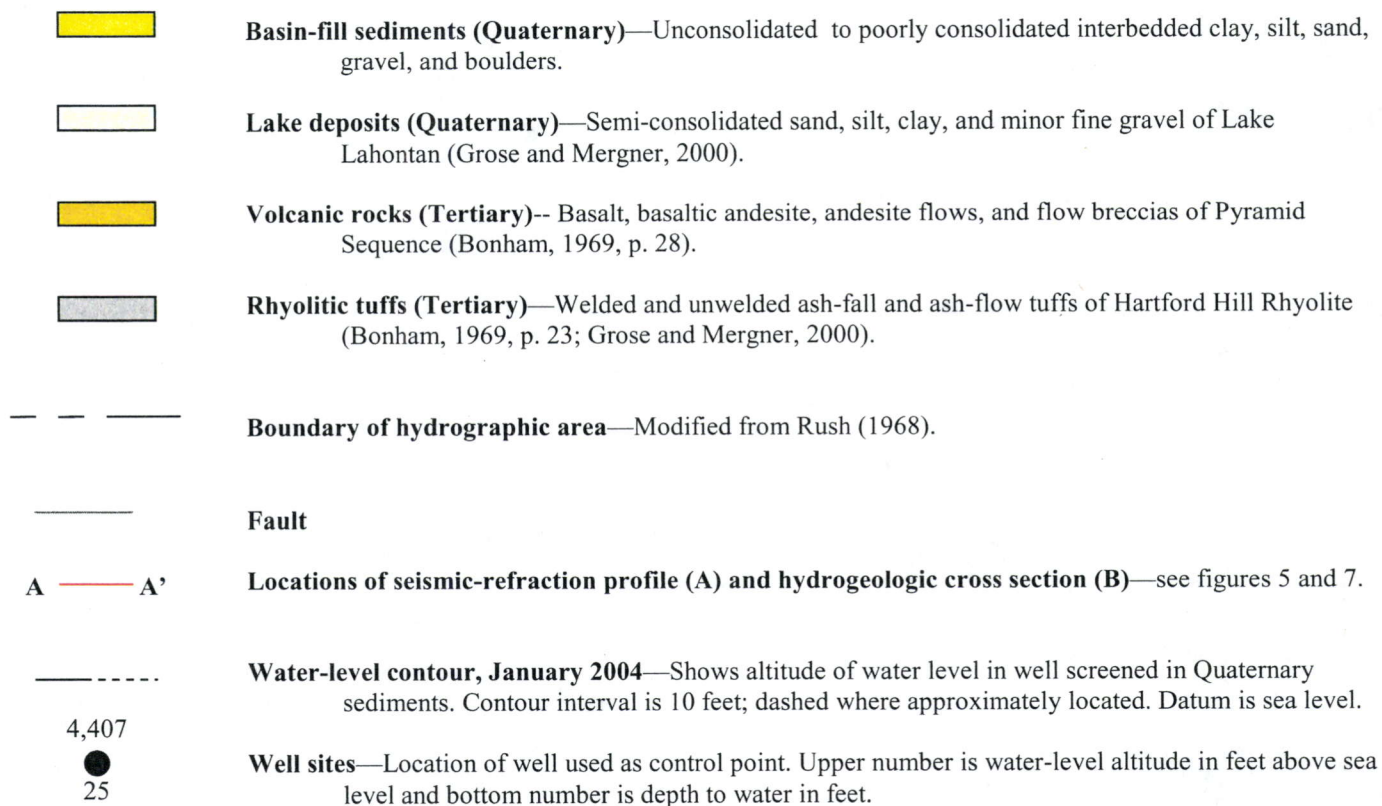 Basin-fill sediments (Quaternary)—Unconsolidated to poorly consolidated interbedded clay, silt, sand,
gravel, and boulders.
Lake deposits (Quaternary)—Semi-consolidated sand, silt, clay, and minor fine gravel of Lake
Lahontan (Grose and Mergner, 2000).
Volcanic rocks (Tertiary)-- Basalt, basaltic andesite, andesite flows, and flow breccias of Pyramid
Sequence (Bonham, 1969, p. 28).
Rhyolitic tuffs (Tertiary)—Welded and unwelded ash-fall and ash-flow tuffs of Hartford Hill Rhyolite
(Bonham, 1969, p. 23; Grose and Mergner, 2000).
Boundary of hydrographic area—Modified from Rush (1968).
Fault
A A’ Locations of seismic-refraction profile (A) and hydrogeologic cross section (B)—see figures 5 and 7.
Water-level contour, January 2004—Shows altitude of water level in well screened in Quaternary
sediments. Contour interval is 10 feet; dashed where approximately located. Datum is sea level.
4,407
Well sites—Location of well used as control point. Upper number is water-level altitude in feet above sea
25 level and bottom number is depth to water in feet.